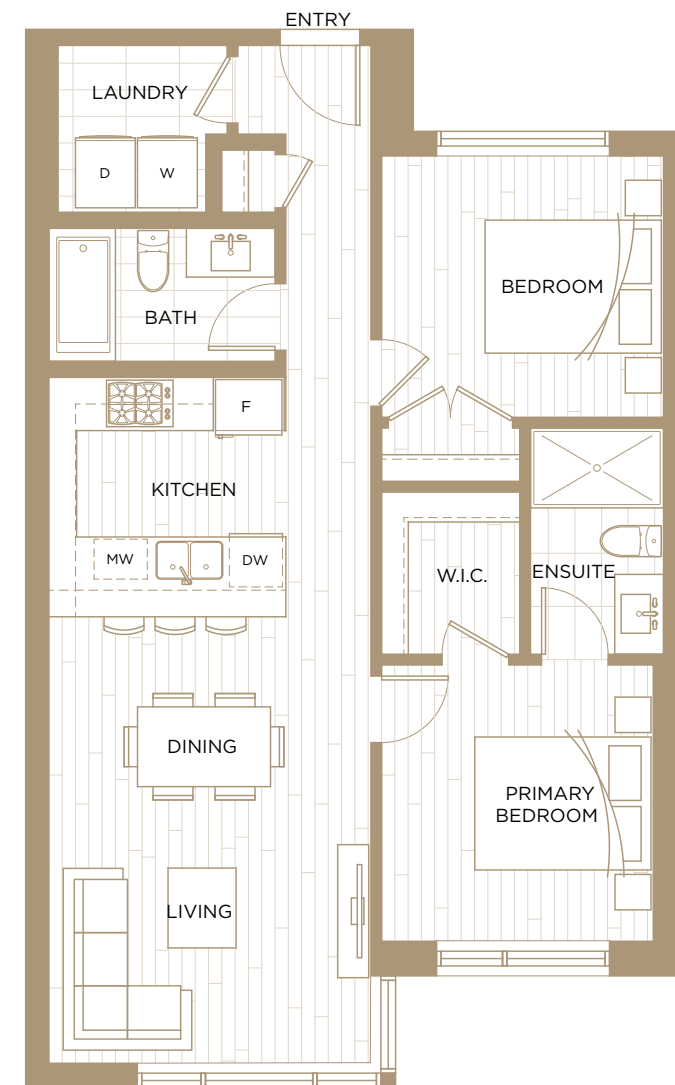 ENTRY
LAUNDRY
D
W
BEDROOM
BATH
F
KITCHEN
MW
DW
W.I.C.
ENSUITE
DINING
PRIMARY
BEDROOM
LIVING